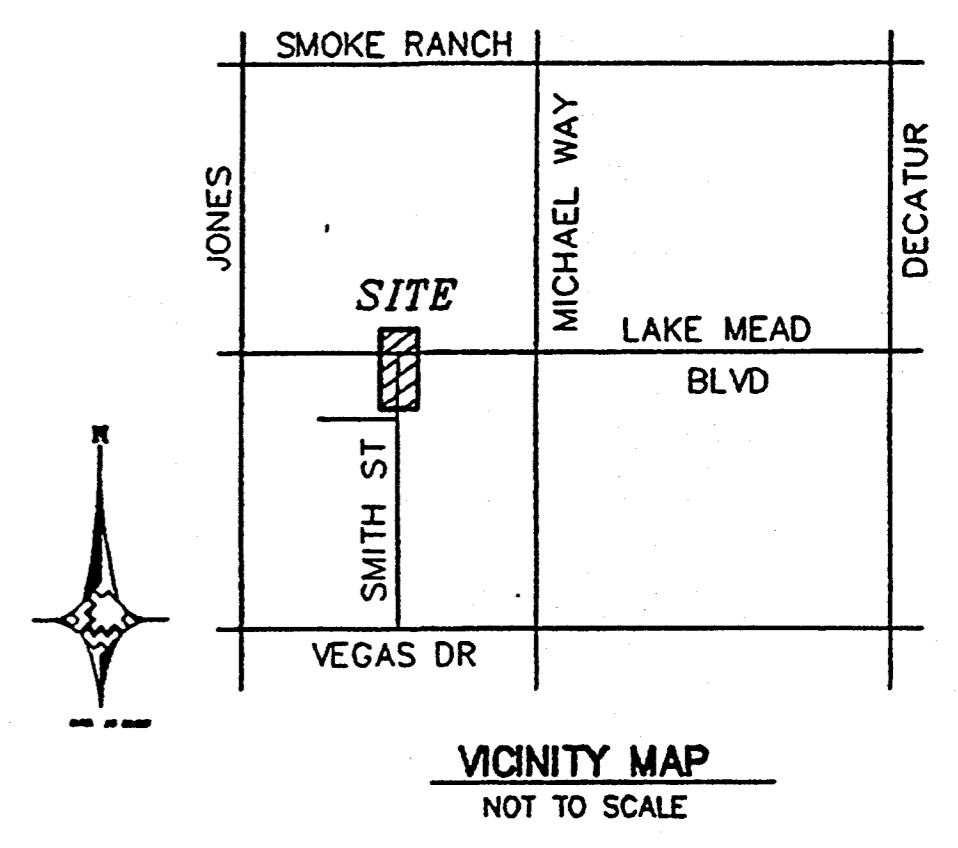 SMOKE RANCH
JONES
MICHAEL WAY
DECATUR
SITE
LAKE MEAD
BLVD
N
SMITH ST
VEGAS DR
VICINITY MAP
NOT TO SCALE